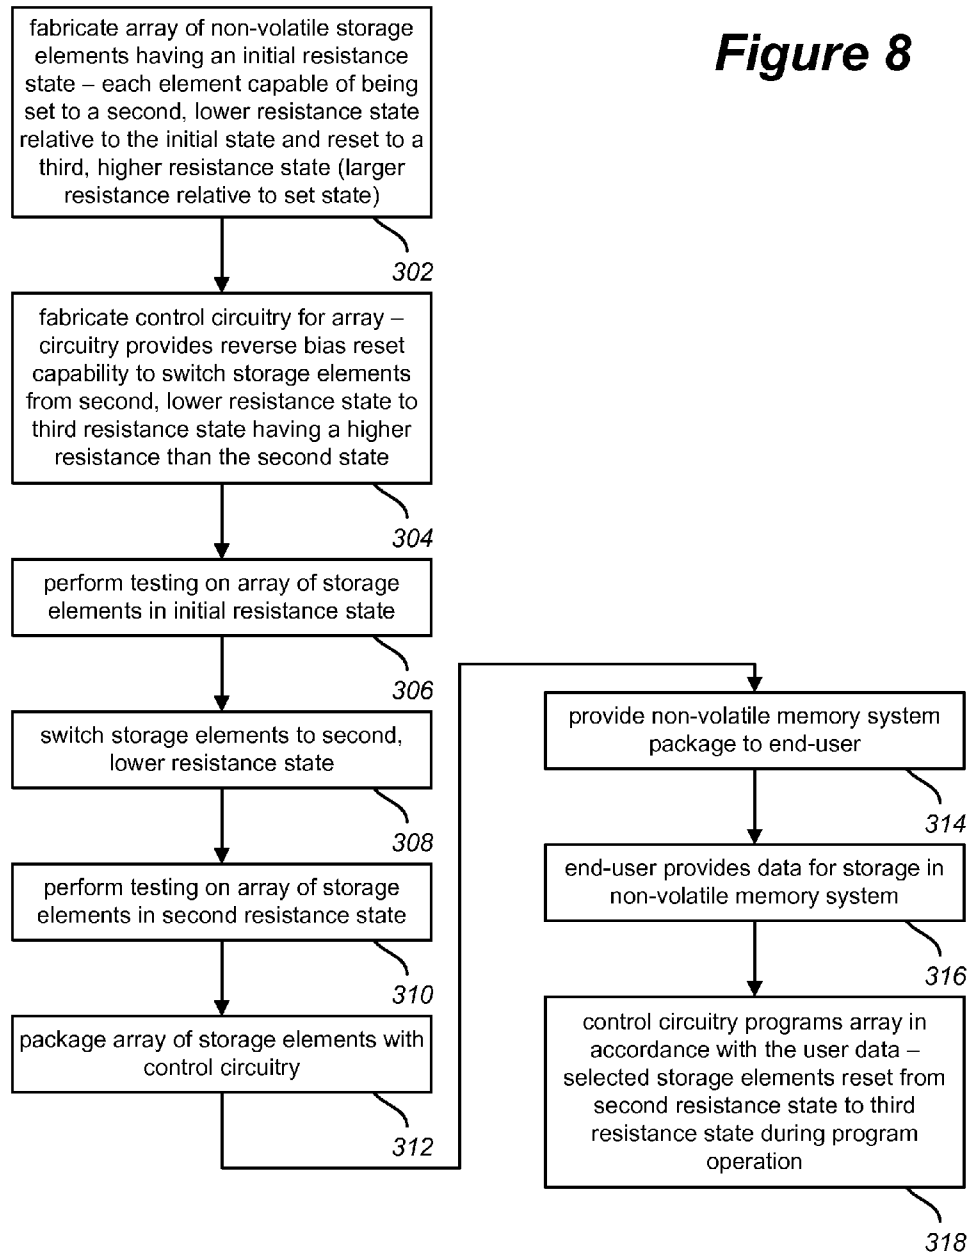 Figure 8
fabricate array of non-volatile storage
elements having an initial resistance
state – each element capable of being
set to a second, lower resistance state
relative to the initial state and reset to a
third, higher resistance state (larger
resistance relative to set state)
302
fabricate control circuitry for array –
circuitry provides reverse bias reset
capability to switch storage elements
from second, lower resistance state to
third resistance state having a higher
resistance than the second state
304
perform testing on array of storage
elements in initial resistance state
306
switch storage elements to second,
lower resistance state
308
perform testing on array of storage
elements in second resistance state
310
package array of storage elements with
control circuitry
312
provide non-volatile memory system
package to end-user
314
end-user provides data for storage in
non-volatile memory system
316
control circuitry programs array in
accordance with the user data –
selected storage elements reset from
second resistance state to third
resistance state during program
operation
318